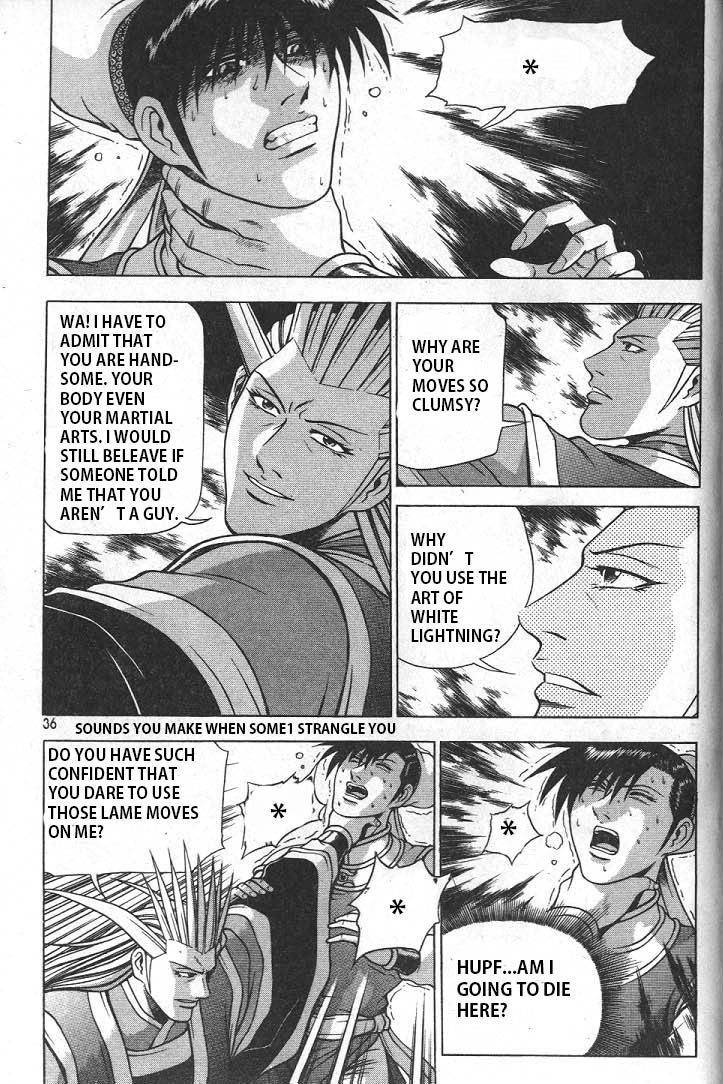 *
WA! I HAVE TO
ADMIT THAT
YOU ARE HAND-
SOME. YOUR
BODY EVEN
YOUR MARTIAL
ARTS. I WOULD
STILL BELEAVE IF
SOMEONE TOLD
ME THAT YOU
AREN'T A GUY.
WHY ARE
YOUR
MOVES SO
CLUMSY?
WHY
DIDN'T
YOU USE THE
ART OF
WHITE
LIGHTNING?
36
SOUNDS YOU MAKE WHEN SOME1 STRANGLE YOU
DO YOU HAVE SUCH
CONFIDENT THAT
YOU DARE TO USE
THOSE LAME MOVES
ON ME?
*
*
*
HUPF...AM I
GOING TO DIE
HERE?